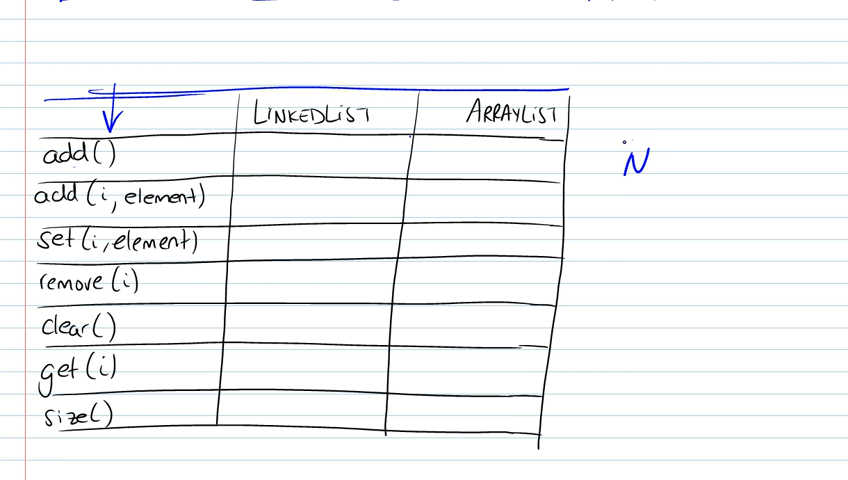 LINKEDLIST ARRAYLIST
add()
N
add(i, element)
set(i, element)
remove(i)
clear()
get(i)
size()